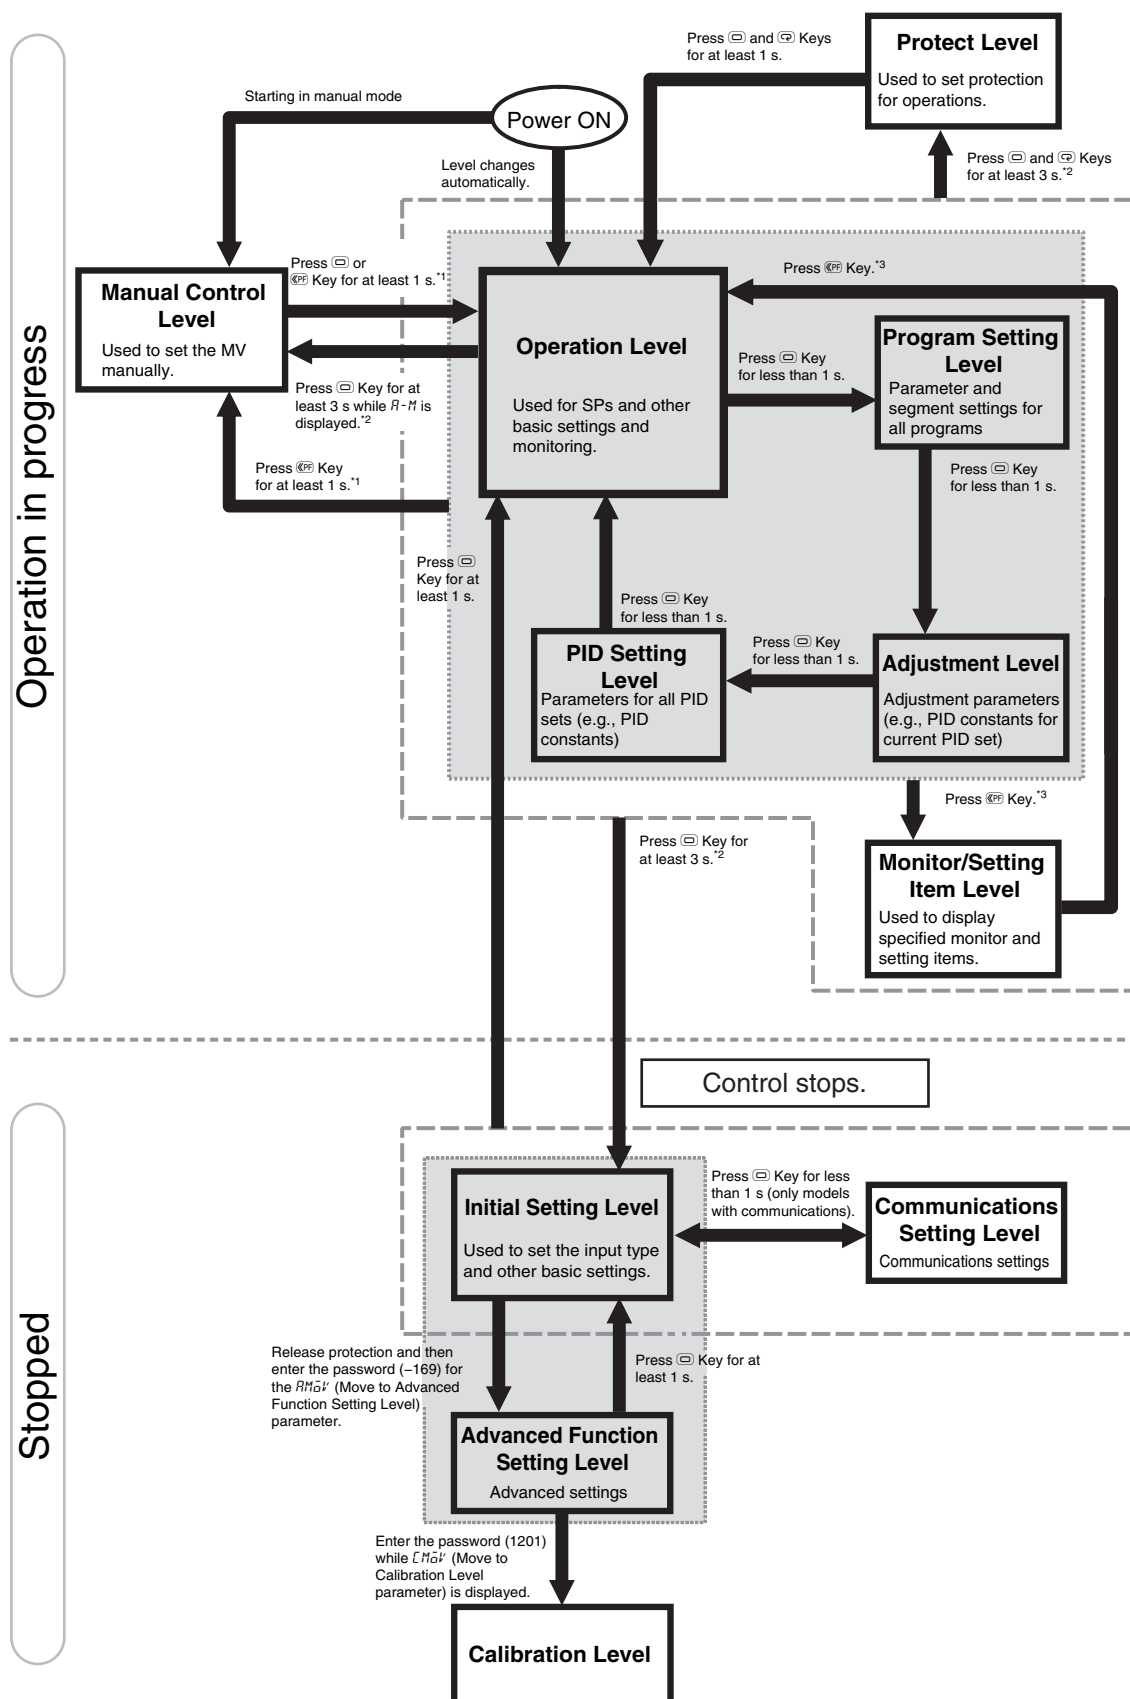 Operation in progress
Press and Keys
for at least 1 s.
Protect Level
Used to set protection
for operations.
Starting in manual mode
Power ON
Level changes
automatically.
Press and Keys
for at least 3 s.*2
Press or
PF Key for at least 1 s.*1
Manual Control
Level
Used to set the MV
manually.
Press Key for at
least 3 s while A-M is
displayed.*2
Press PF Key
for at least 1 s.*1
Operation Level
Used for SPs and other
basic settings and
monitoring.
Press PF Key.*3
Press Key
for less than 1 s.
Program Setting
Level
Parameter and
segment settings for
all programs
Press Key
for less than 1 s.
Press
Key for at
least 1 s.
Press Key
for less than 1 s.
PID Setting
Level
Parameters for all PID
sets (e.g., PID
constants)
Press Key
for less than 1 s.
Adjustment Level
Adjustment parameters
(e.g., PID constants for
current PID set)
Press PF Key.*3
Press Key for
at least 3 s.*2
Monitor/Setting
Item Level
Used to display
specified monitor and
setting items.
Control stops.
Stopped
Initial Setting Level
Used to set the input type
and other basic settings.
Press Key for less
than 1 s (only models
with communications).
Communications
Setting Level
Communications settings
Release protection and then
enter the password (−169) for
the AMoV (Move to Advanced
Function Setting Level)
parameter.
Press Key for at
least 1 s.
Advanced Function
Setting Level
Advanced settings
Enter the password (1201)
while CMoV (Move to
Calibration Level
parameter) is displayed.
Calibration Level